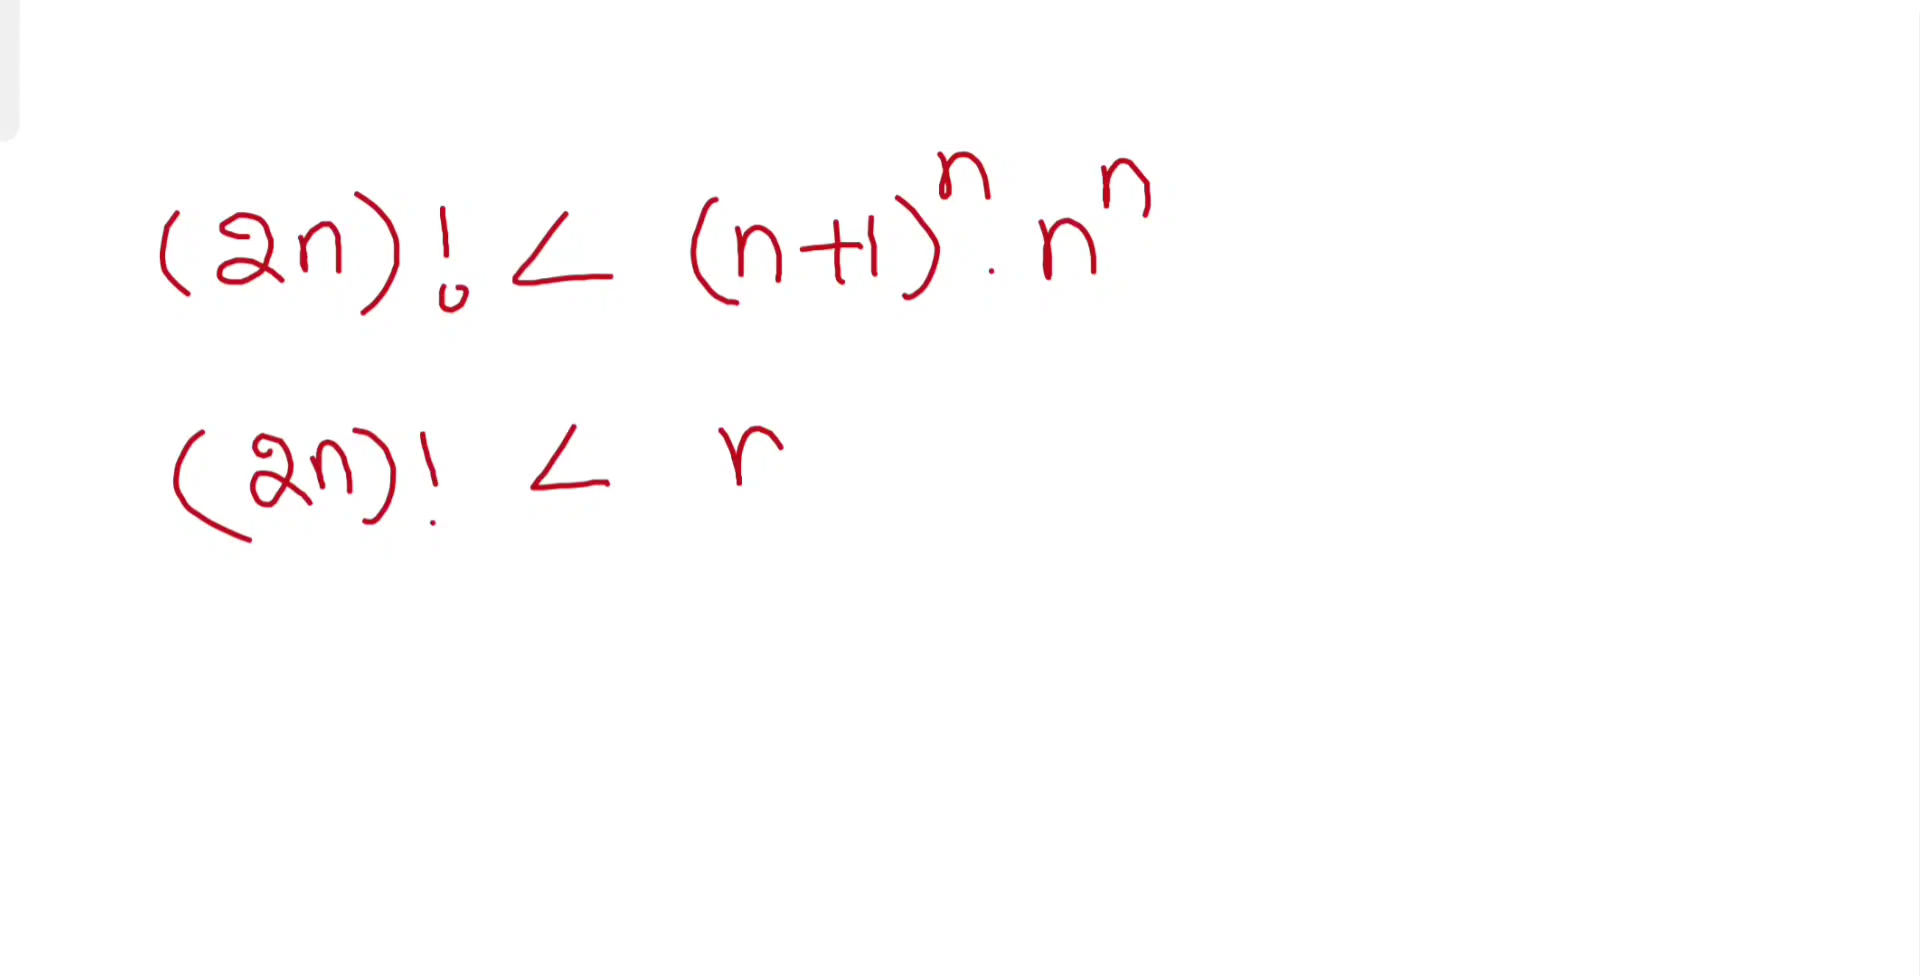 (2n)! < (n+1)^n . n^n
(2n)! < n